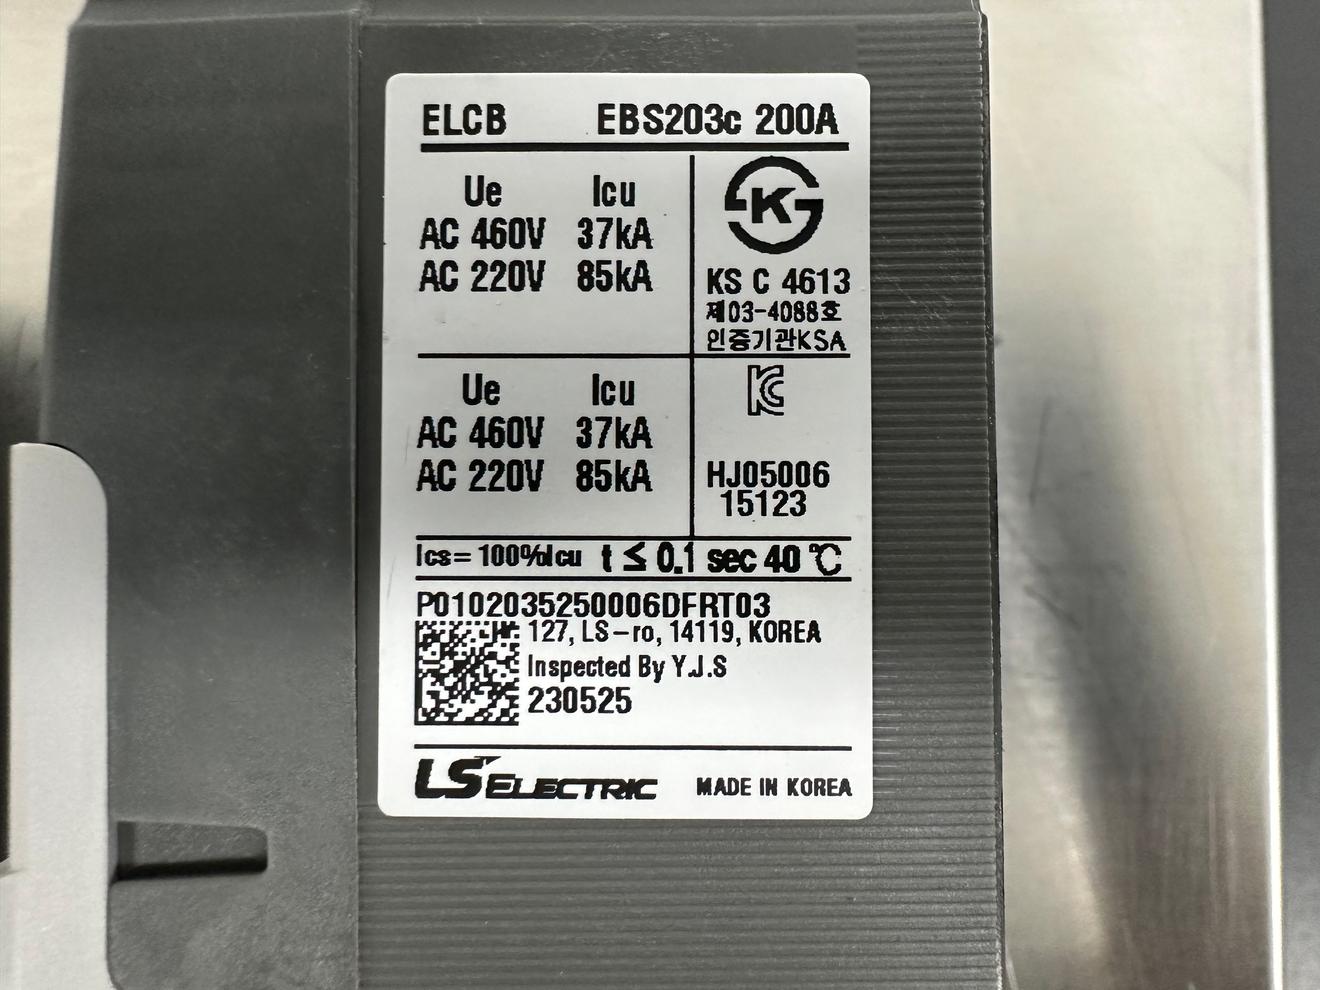 ELCB EBS203c 200A
Ue Icu
AC 460V 37kA
AC 220V 85kA
K
KS C 4613
제03-4088호
인증기관KSA
Ue Icu
AC 460V 37kA
AC 220V 85kA
KC
HJ05006
15123
Ics= 100%Icu t ≤ 0.1 sec 40 ℃
P0102035250006DFRT03
127, LS-ro, 14119, KOREA
Inspected By Y.J.S
230525
LS ELECTRIC MADE IN KOREA